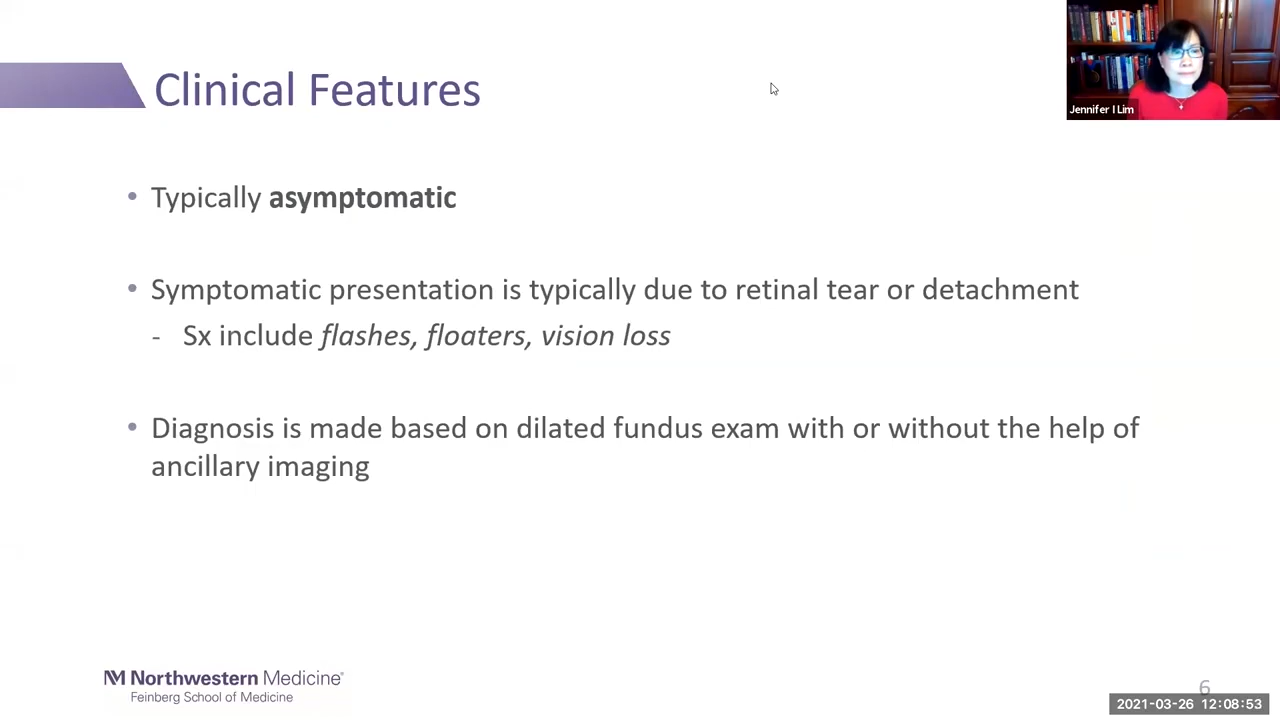 Clinical Features
Jennifer I Lim
• Typically asymptomatic
• Symptomatic presentation is typically due to retinal tear or detachment
- Sx include flashes, floaters, vision loss
• Diagnosis is made based on dilated fundus exam with or without the help of
ancillary imaging
NM Northwestern Medicine®
Feinberg School of Medicine
6
2021-03-26 12:08:53